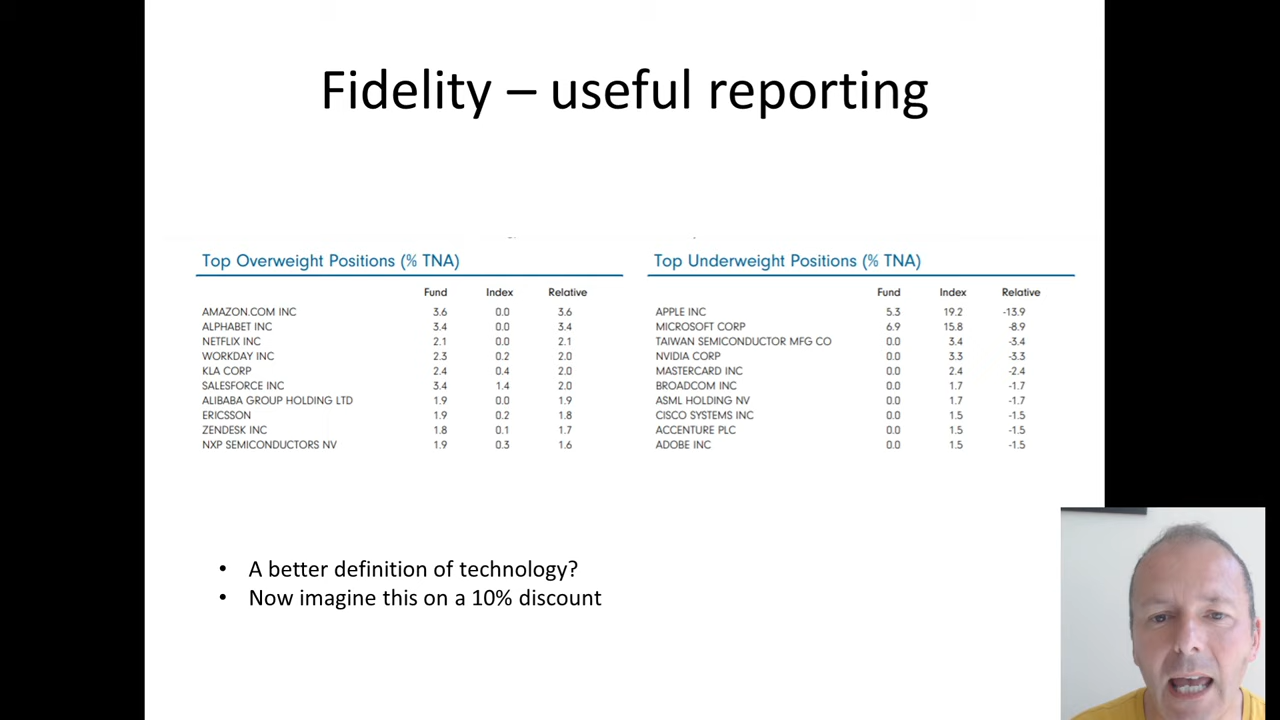 Fidelity – useful reporting
Top Overweight Positions (% TNA)
Fund Index Relative
AMAZON.COM INC 3.6 0.0 3.6
ALPHABET INC 3.4 0.0 3.4
NETFLIX INC 2.1 0.0 2.1
WORKDAY INC 2.3 0.2 2.0
KLA CORP 2.4 0.4 2.0
SALESFORCE INC 3.4 1.4 2.0
ALIBABA GROUP HOLDING LTD 1.9 0.0 1.9
ERICSSON 1.9 0.2 1.8
ZENDESK INC 1.8 0.1 1.7
NXP SEMICONDUCTORS NV 1.9 0.3 1.6
Top Underweight Positions (% TNA)
Fund Index Relative
APPLE INC 5.3 19.2 -13.9
MICROSOFT CORP 6.9 15.8 -8.9
TAIWAN SEMICONDUCTOR MFG CO 0.0 3.4 -3.4
NVIDIA CORP 0.0 3.3 -3.3
MASTERCARD INC 0.0 2.4 -2.4
BROADCOM INC 0.0 1.7 -1.7
ASML HOLDING NV 0.0 1.7 -1.7
CISCO SYSTEMS INC 0.0 1.5 -1.5
ACCENTURE PLC 0.0 1.5 -1.5
ADOBE INC 0.0 1.5 -1.5
• A better definition of technology?
• Now imagine this on a 10% discount